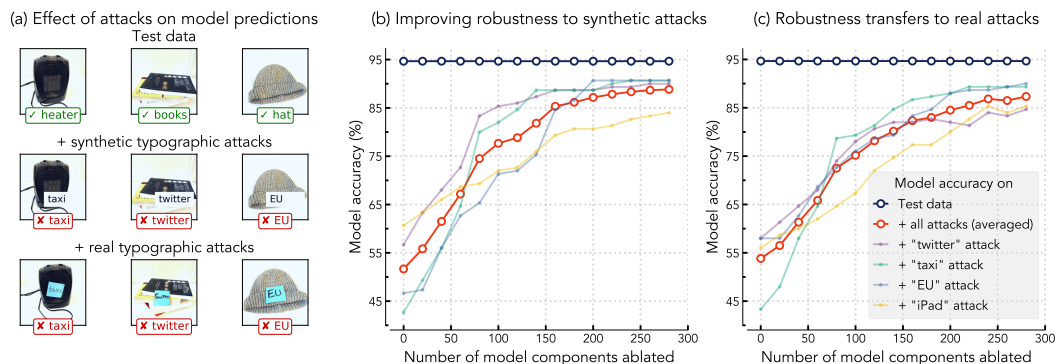 (a) Effect of attacks on model predictions
Test data
✓ heater
✓ books
✓ hat
+ synthetic typographic attacks
taxi
twitter
EU
✘ taxi
✘ twitter
✘ EU
+ real typographic attacks
taxi
EU
✘ taxi
✘ twitter
✘ EU
(b) Improving robustness to synthetic attacks
Model accuracy (%)
95
85
75
65
55
45
0 50 100 150 200 250 300
Number of model components ablated
(c) Robustness transfers to real attacks
Model accuracy (%)
95
85
75
65
55
45
0 50 100 150 200 250 300
Number of model components ablated
Model accuracy on
Test data
+ all attacks (averaged)
+ "twitter" attack
+ "taxi" attack
+ "EU" attack
+ "iPad" attack